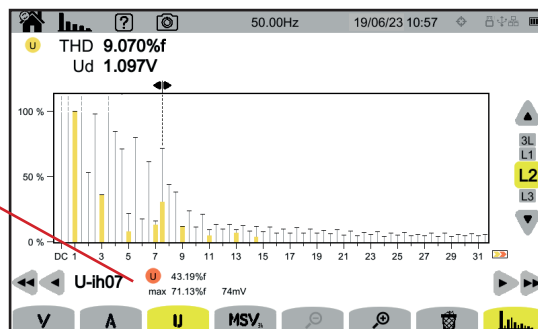 ? 50.00Hz 19/06/23 10:57
U THD 9.070%f
Ud 1.097V
100 %
50 %
0 %
DC 1 3 5 7 9 11 13 15 17 19 21 23 25 27 29 31
3L
L1
L2
L3
U-ih07 U 43.19%f
max 71.13%f 74mV
V A U MSV